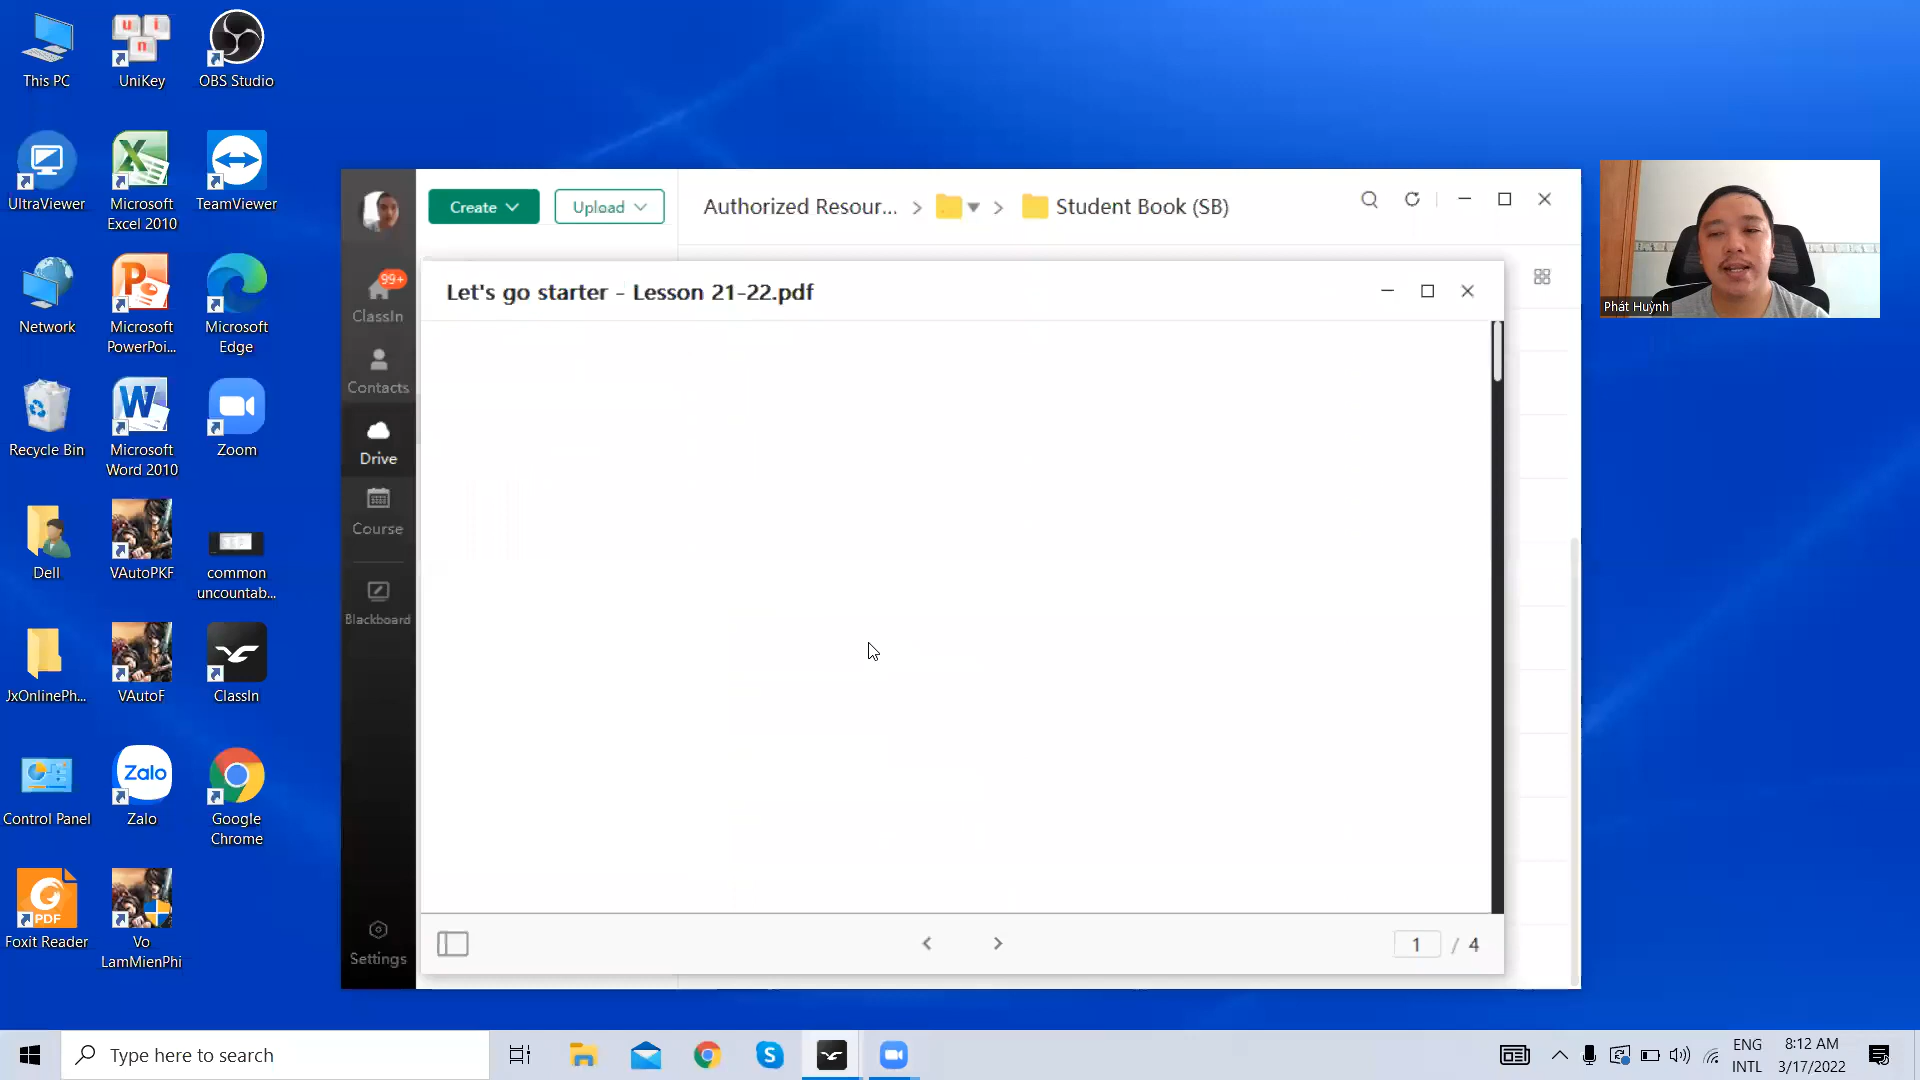 This PC
UniKey
OBS Studio
UltraViewer
Microsoft
Excel 2010
TeamViewer
Network
Microsoft
PowerPoi...
Microsoft
Edge
Recycle Bin
Microsoft
Word 2010
Zoom
Dell
VAutoPKF
common
uncountab...
JxOnlinePh...
VAutoF
ClassIn
Control Panel
Zalo
Zalo
Google
Chrome
PDF
Foxit Reader
Vo
LamMienPhi
99+
ClassIn
Contacts
Drive
Course
Blackboard
Settings
Create
Upload
Authorized Resour...
Student Book (SB)
Let's go starter - Lesson 21-22.pdf
1 / 4
Phát Huỳnh
Type here to search
ENG
INTL
8:12 AM
3/17/2022